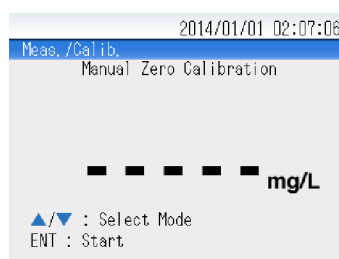 2014/01/01 02:07:06
Meas./Calib.
Manual Zero Calibration
- - - - - mg/L
▲/▼ : Select Mode
ENT : Start